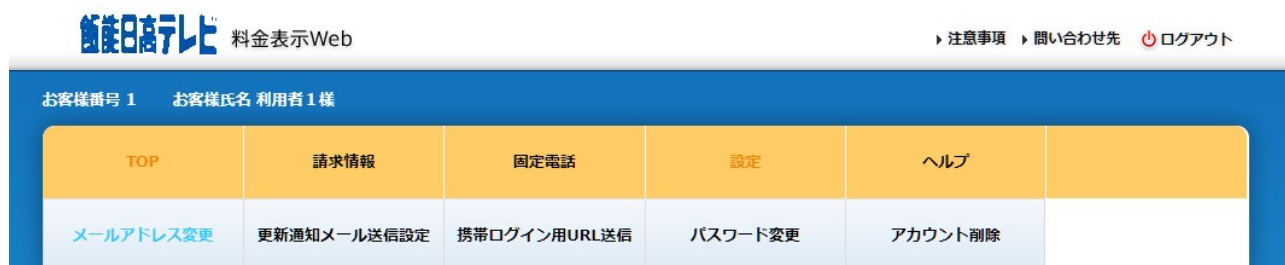 飯能日高テレビ 料金表示Web 注意事項 問い合わせ先 ログアウト
お客様番号 1 お客様氏名 利用者1様
TOP 請求情報 固定電話 設定 ヘルプ
メールアドレス変更 更新通知メール送信設定 携帯ログイン用URL送信 パスワード変更 アカウント削除